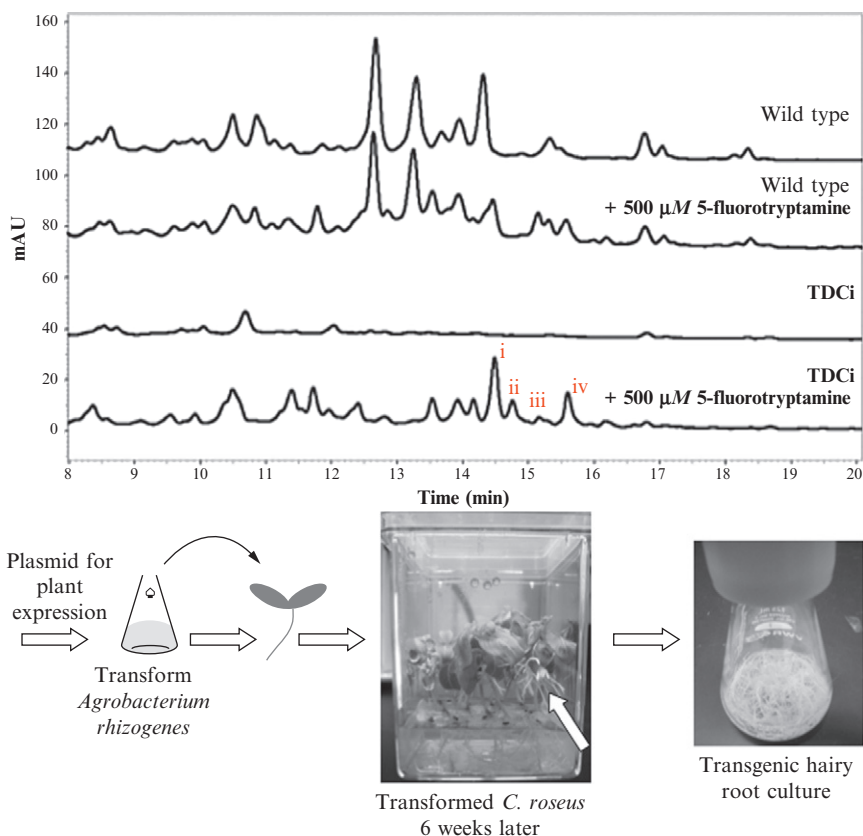 160
140
120
100
80
60
40
20
0
mAU
Wild type
Wild type
+ 500 μM 5-fluorotryptamine
TDCi
TDCi
+ 500 μM 5-fluorotryptamine
i
ii
iii
iv
8 9 10 11 12 13 14 15 16 17 18 19 20
Time (min)
Plasmid for
plant
expression
Transform
Agrobacterium
rhizogenes
Transformed C. roseus
6 weeks later
Transgenic hairy
root culture